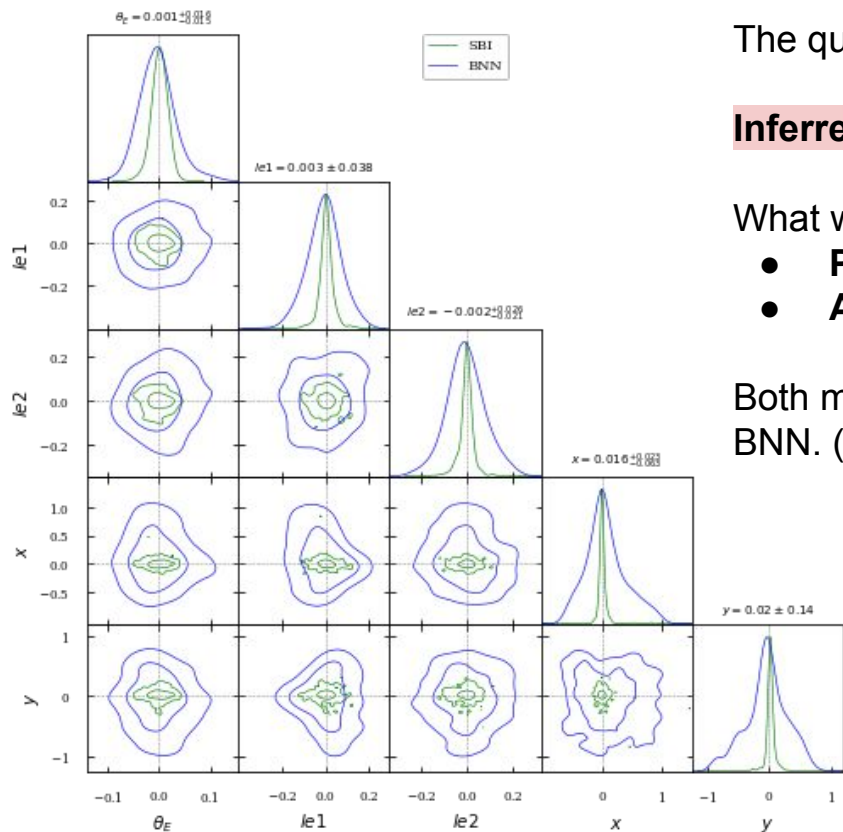 θ_E = 0.001^{+0.016}_{-0.015}
SBI
BNN
The qu
Inferre
le1 = 0.003 ± 0.038
What w
● P
● A
le2 = −0.002^{+0.026}_{-0.021}
Both m
BNN. (
x = 0.016^{+0.023}_{-0.063}
y = 0.02 ± 0.14
le1
0.2
0.0
−0.2
le2
0.2
0.0
−0.2
x
1.0
0.5
0.0
−0.5
y
1
0
−1
−0.1 0.0 0.1
−0.2 0.0 0.2
−0.2 0.0 0.2
0 1
−1 0 1
θ_E le1 le2 x y